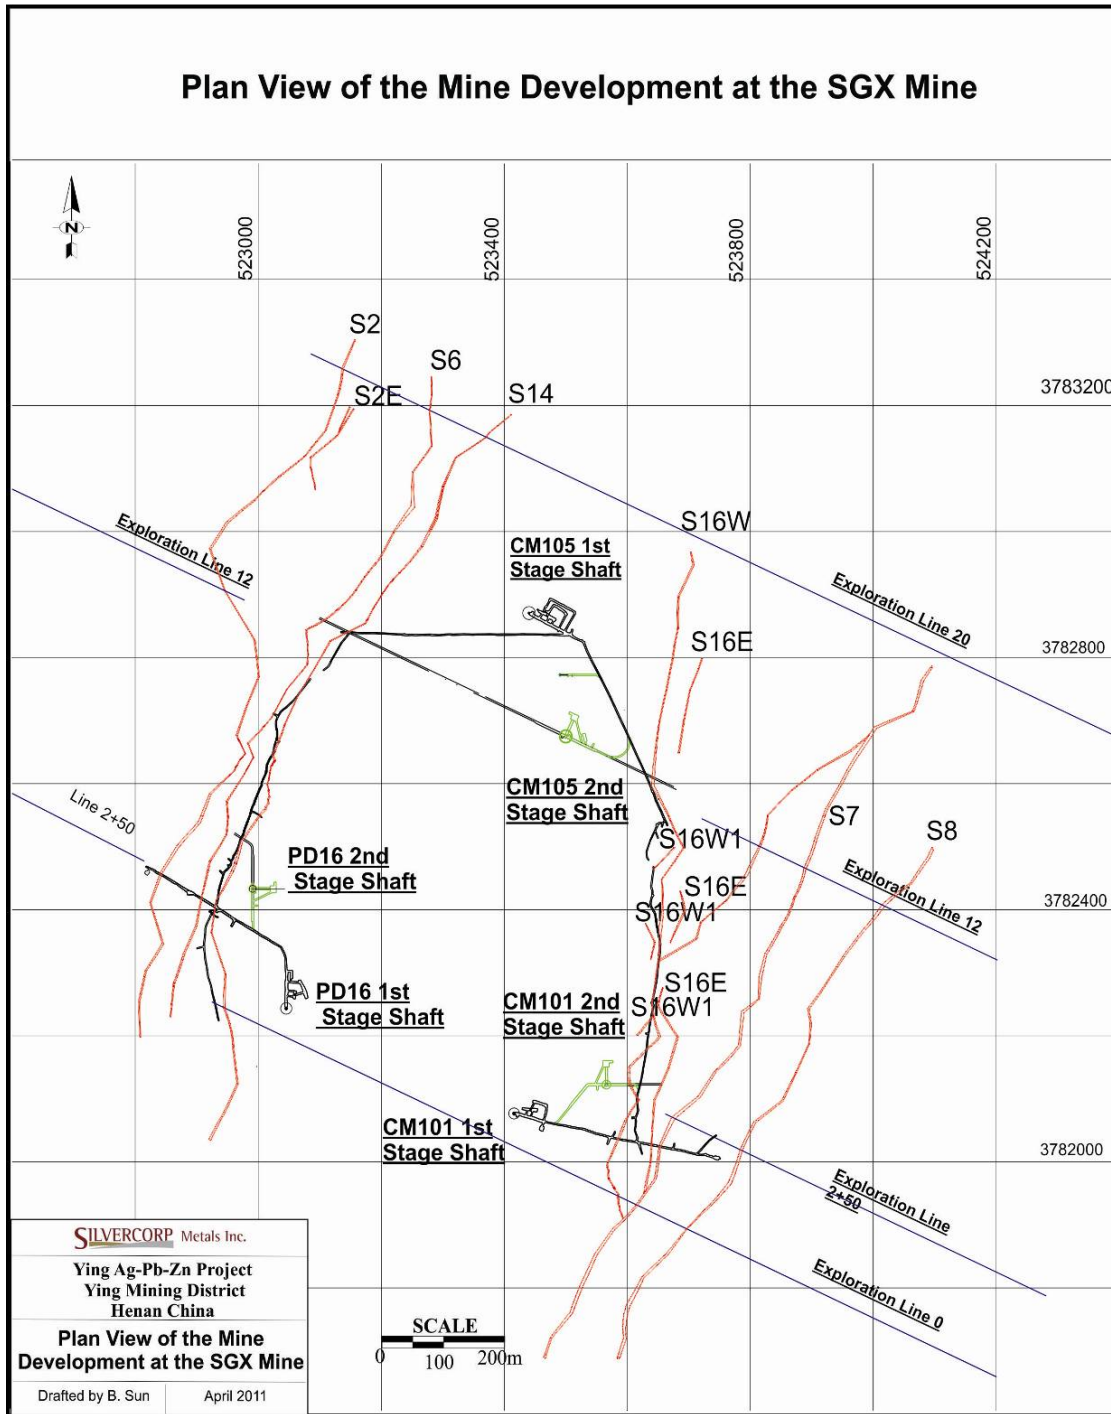 Plan View of the Mine Development at the SGX Mine
N
523000
523400
523800
524200
S2
S6
S2E
S14
3783200
S16W
Exploration Line 12
CM105 1st
Stage Shaft
Exploration Line 20
S16E
3782800
CM105 2nd
Stage Shaft
Line 2+50
S7
S8
S16W1
PD16 2nd
Stage Shaft
S16E
S16W1
Exploration Line 12
3782400
PD16 1st
Stage Shaft
CM101 2nd
Stage Shaft
S16E
S16W1
CM101 1st
Stage Shaft
3782000
Exploration Line
2+50
Exploration Line 0
SILVERCORP Metals Inc.
Ying Ag-Pb-Zn Project
Ying Mining District
Henan China
Plan View of the Mine
Development at the SGX Mine
Drafted by B. Sun
April 2011
SCALE
0
100
200m